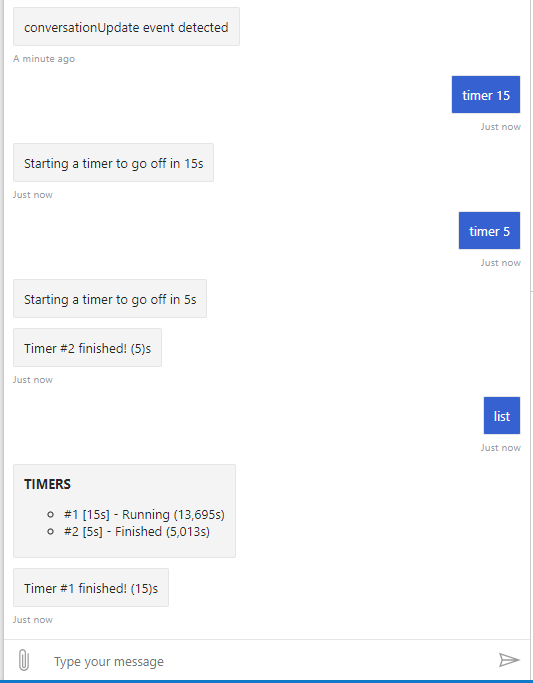 conversationUpdate event detected
A minute ago
timer 15
Just now
Starting a timer to go off in 15s
Just now
timer 5
Just now
Starting a timer to go off in 5s
Timer #2 finished! (5)s
Just now
list
Just now
TIMERS
#1 [15s] - Running (13,695s)
#2 [5s] - Finished (5,013s)
Timer #1 finished! (15)s
Just now
Type your message